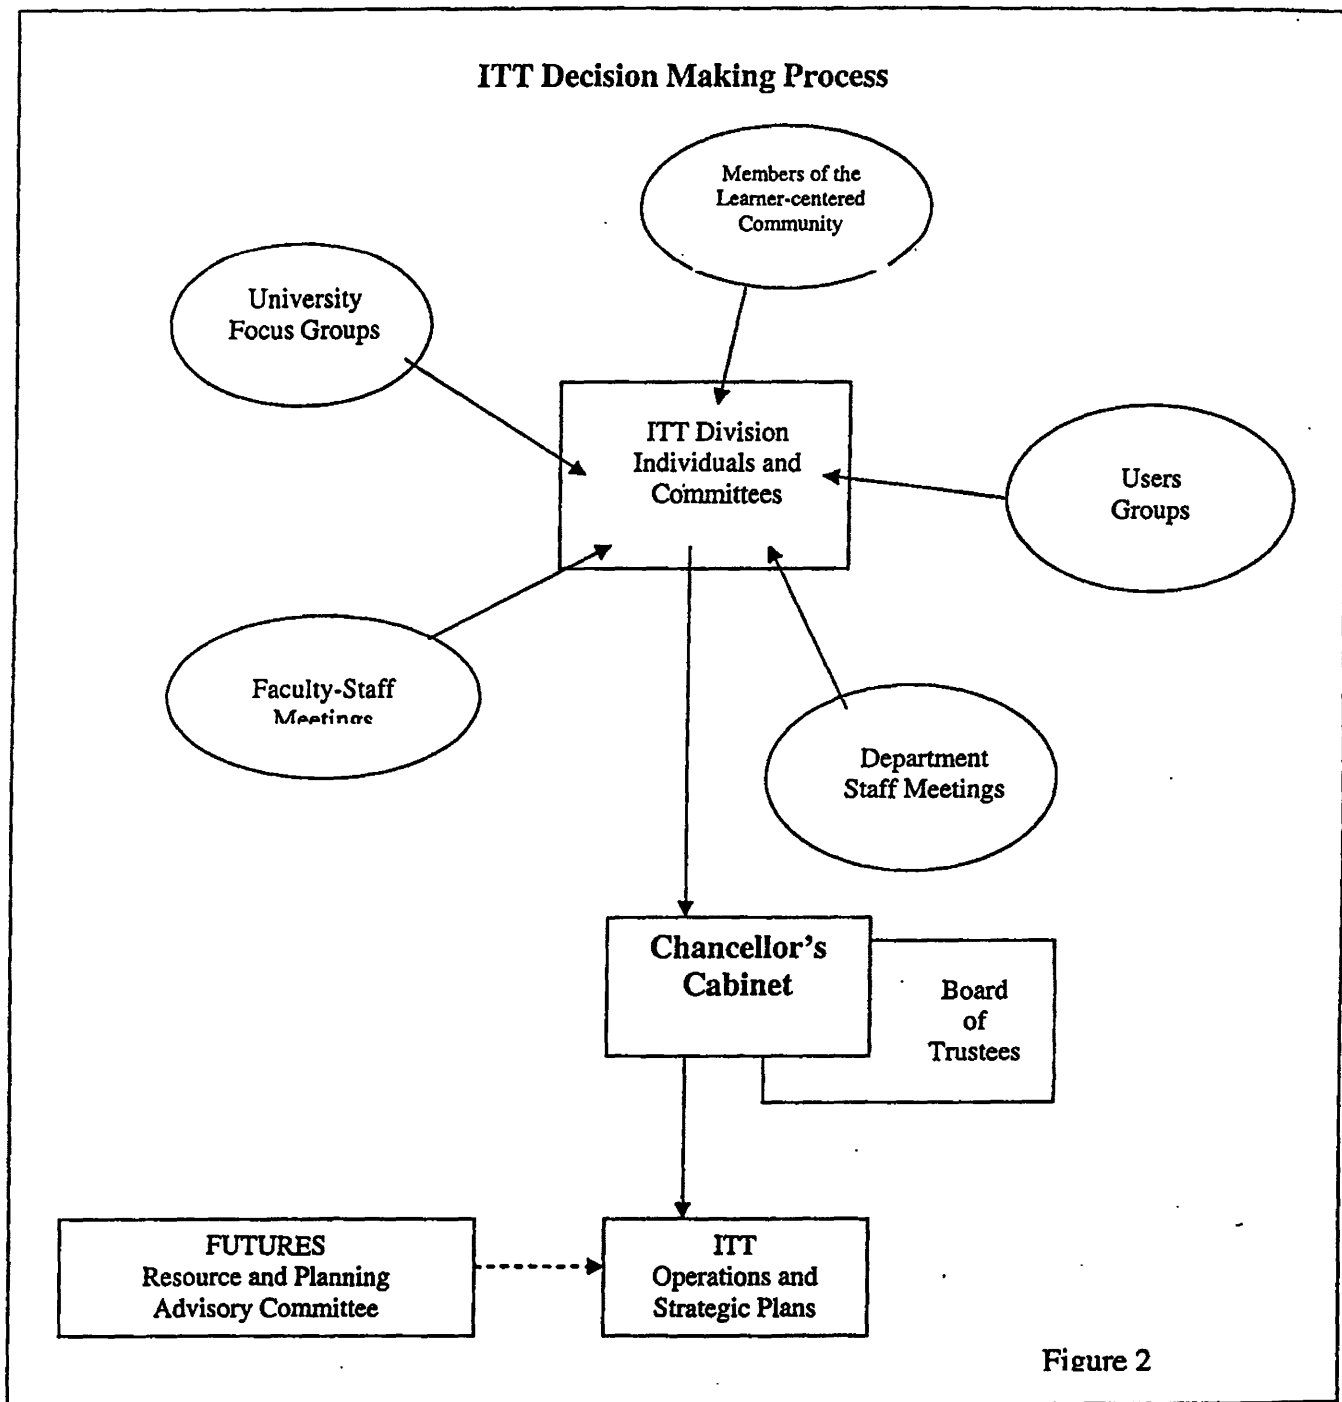 ITT Decision Making Process
Members of the
Learner-centered
Community
University
Focus Groups
ITT Division
Individuals and
Committees
Users
Groups
Faculty-Staff
Meetings
Department
Staff Meetings
Chancellor's
Cabinet
Board
of
Trustees
FUTURES
Resource and Planning
Advisory Committee
ITT
Operations and
Strategic Plans
Figure 2